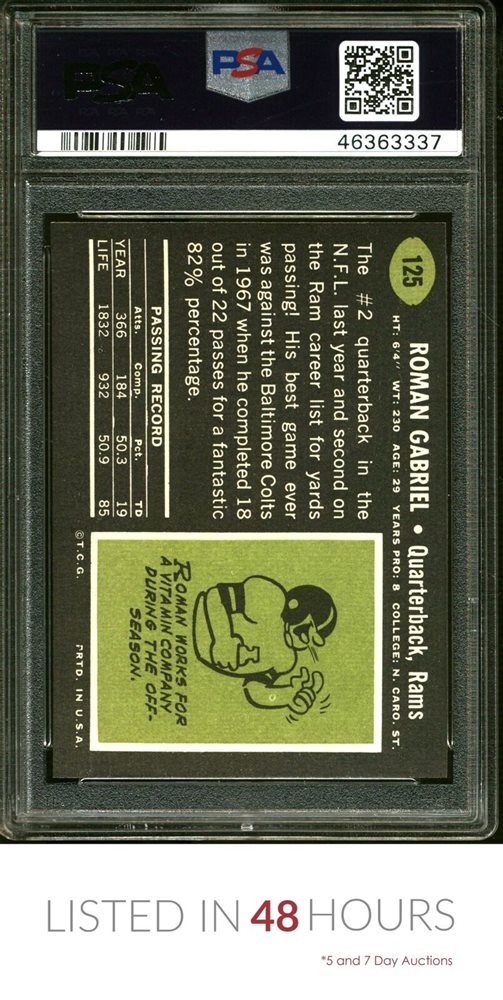 PSA
PSA
PSA PSA PSA
46363337
125
ROMAN GABRIEL • Quarterback, Rams
HT: 6'4" WT: 230 AGE: 29 YEARS PRO: 8 COLLEGE: N. CARO. ST.
The #2 quarterback in the
N.F.L. last year and second on
the Ram career list for yards
passing! His best game ever
was against the Baltimore Colts
in 1967 when he completed 18
out of 22 passes for a fantastic
82% percentage.
PASSING RECORD
Atts. Comp. Pct. TD
YEAR 366 184 50.3 19
LIFE 1832 932 50.9 85
ROMAN WORKS FOR
A VITAMIN COMPANY
DURING THE OFF-
SEASON.
©T.C.G. PRTD. IN U.S.A.
LISTED IN 48 HOURS
*5 and 7 Day Auctions